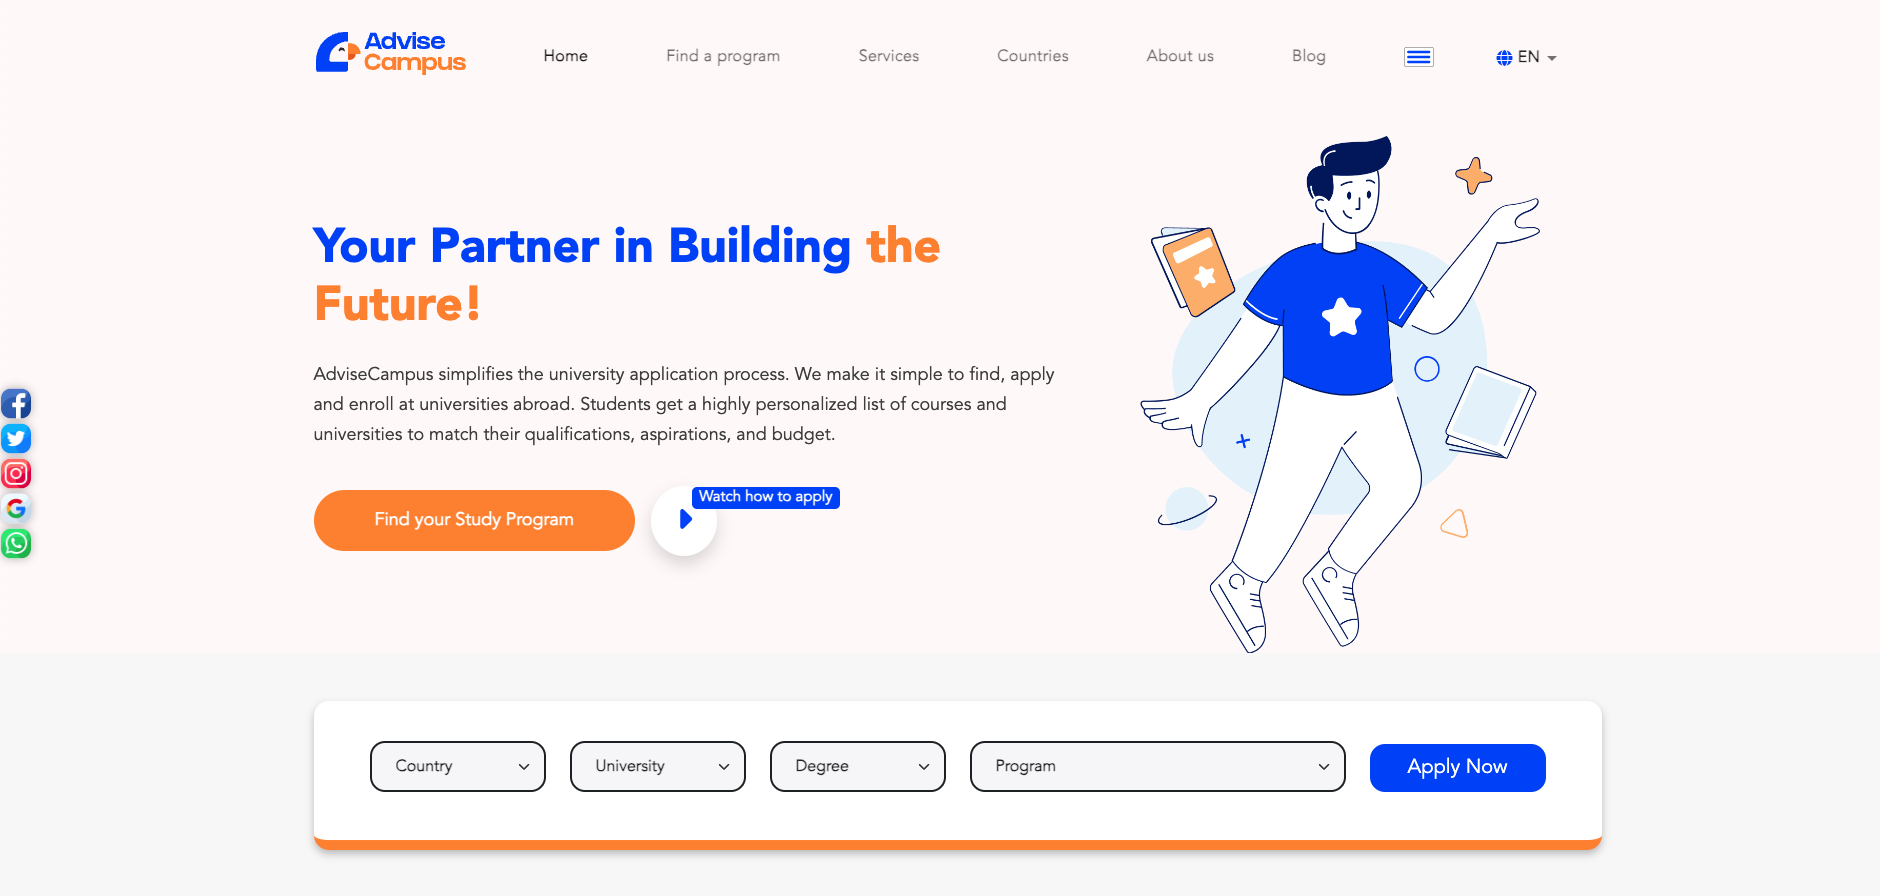 Advise
Campus
Home
Find a program
Services
Countries
About us
Blog
EN
Your Partner in Building the
Future!
AdviseCampus simplifies the university application process. We make it simple to find, apply
and enroll at universities abroad. Students get a highly personalized list of courses and
universities to match their qualifications, aspirations, and budget.
Find your Study Program
Watch how to apply
Country
University
Degree
Program
Apply Now